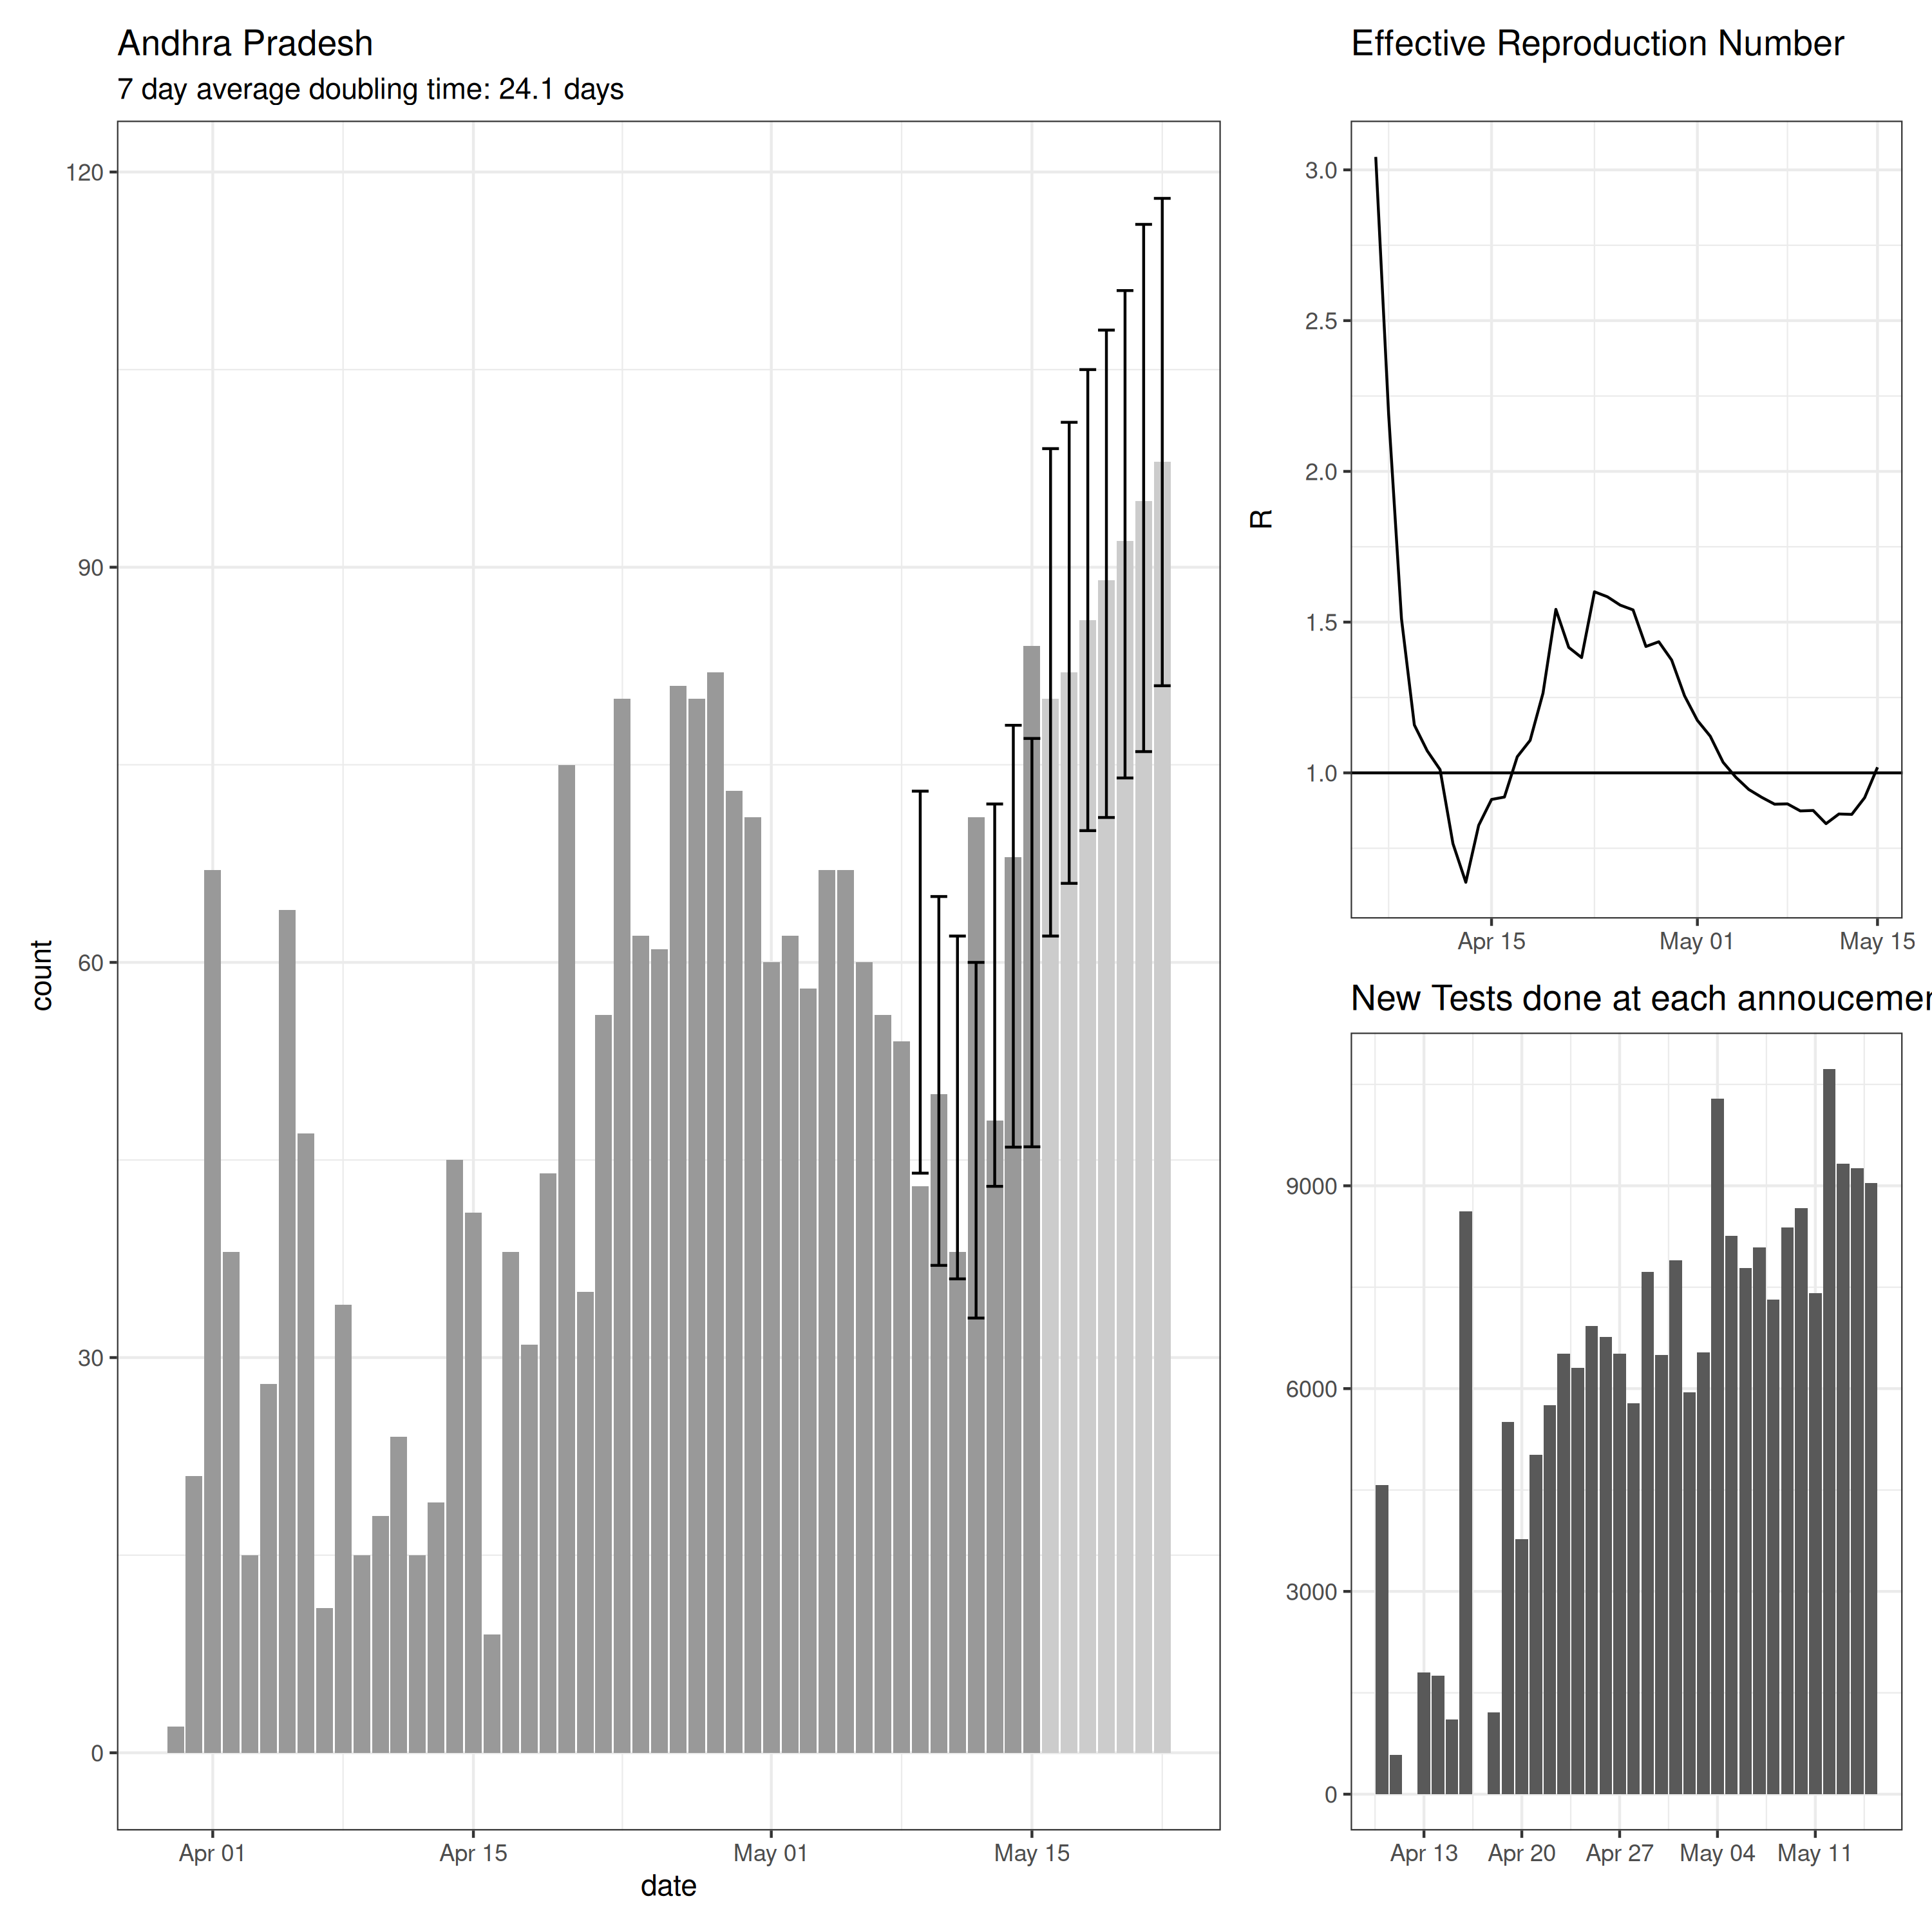 Andhra Pradesh
7 day average doubling time: 24.1 days
120
90
60
30
0
count
Apr 01
Apr 15
May 01
May 15
date
Effective Reproduction Number
3.0
2.5
2.0
1.5
1.0
R
Apr 15
May 01
May 15
New Tests done at each annoucemen
9000
6000
3000
0
Apr 13
Apr 20
Apr 27
May 04
May 11